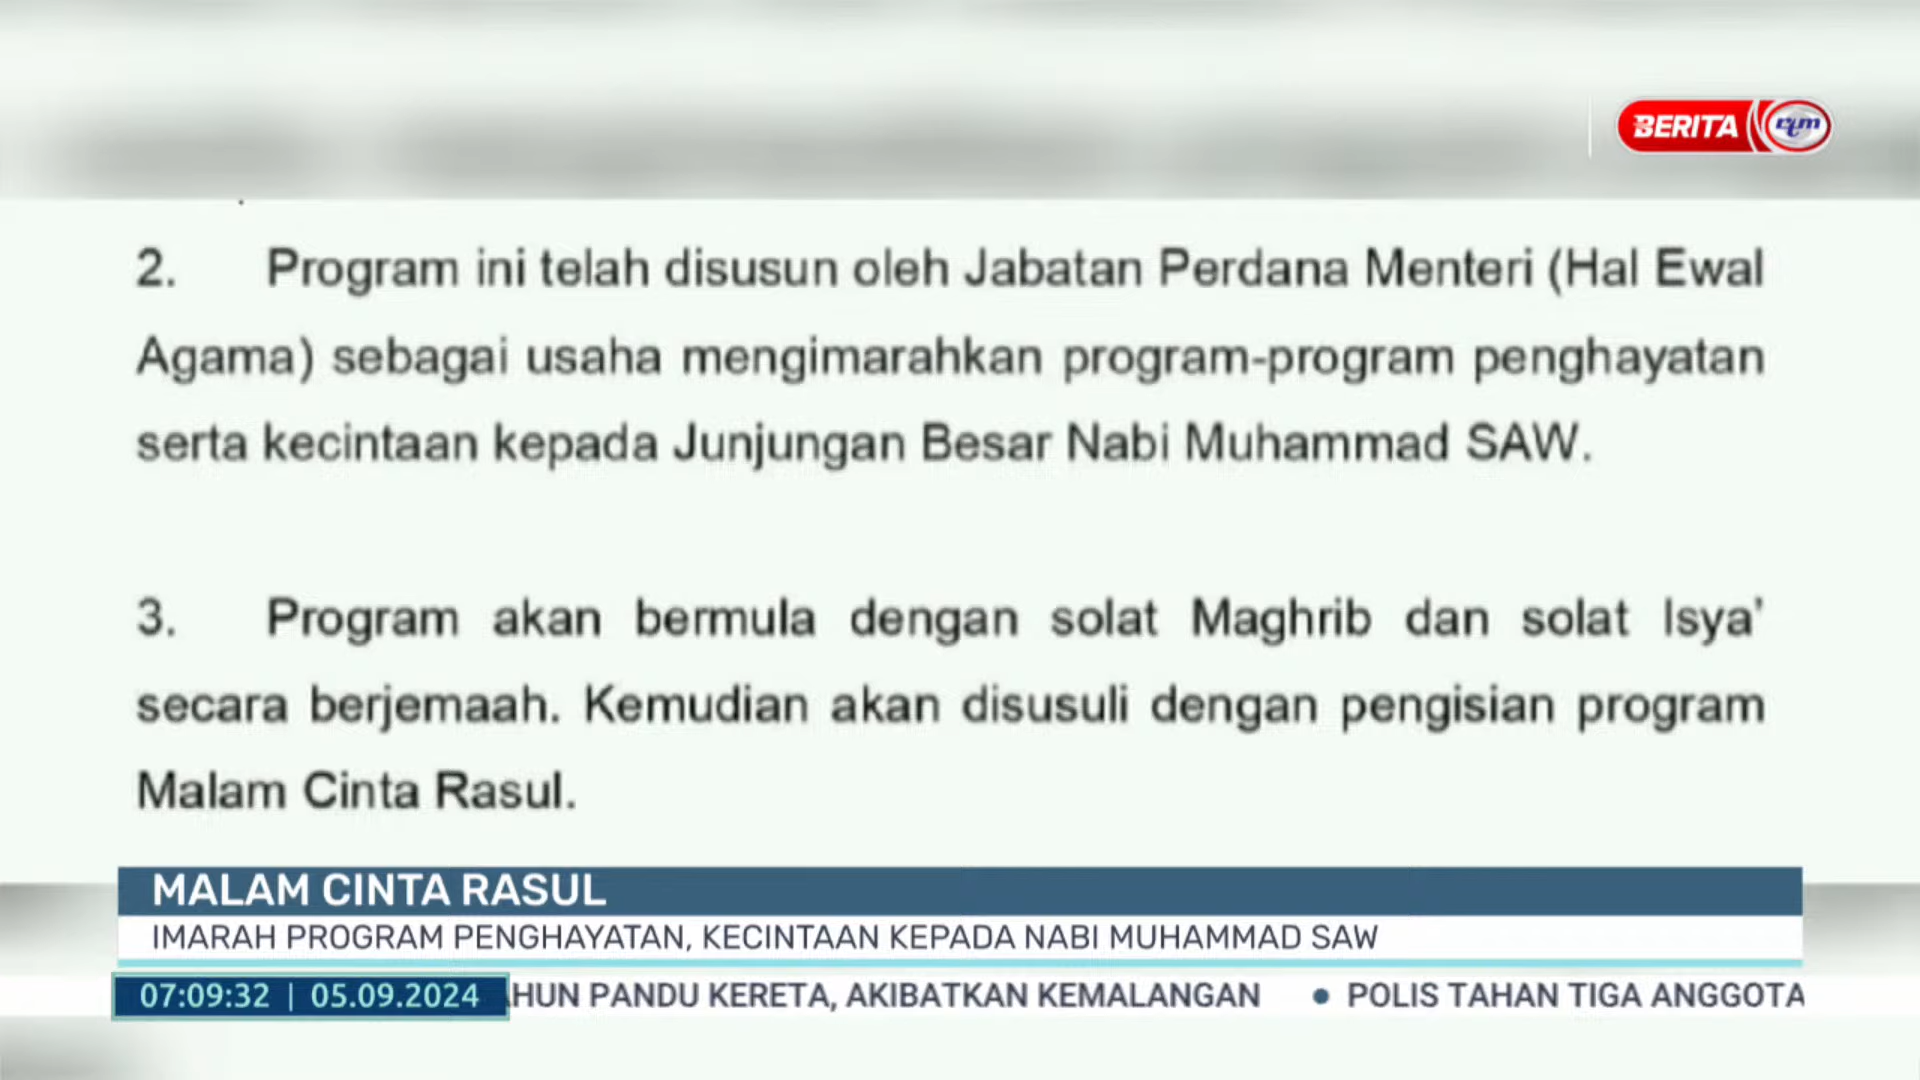 BERITA rtm
2. Program ini telah disusun oleh Jabatan Perdana Menteri (Hal Ewal
Agama) sebagai usaha mengimarahkan program-program penghayatan
serta kecintaan kepada Junjungan Besar Nabi Muhammad SAW.
3. Program akan bermula dengan solat Maghrib dan solat Isya'
secara berjemaah. Kemudian akan disusuli dengan pengisian program
Malam Cinta Rasul.
MALAM CINTA RASUL
IMARAH PROGRAM PENGHAYATAN, KECINTAAN KEPADA NABI MUHAMMAD SAW
07:09:32 | 05.09.2024 AHUN PANDU KERETA, AKIBATKAN KEMALANGAN • POLIS TAHAN TIGA ANGGOTA